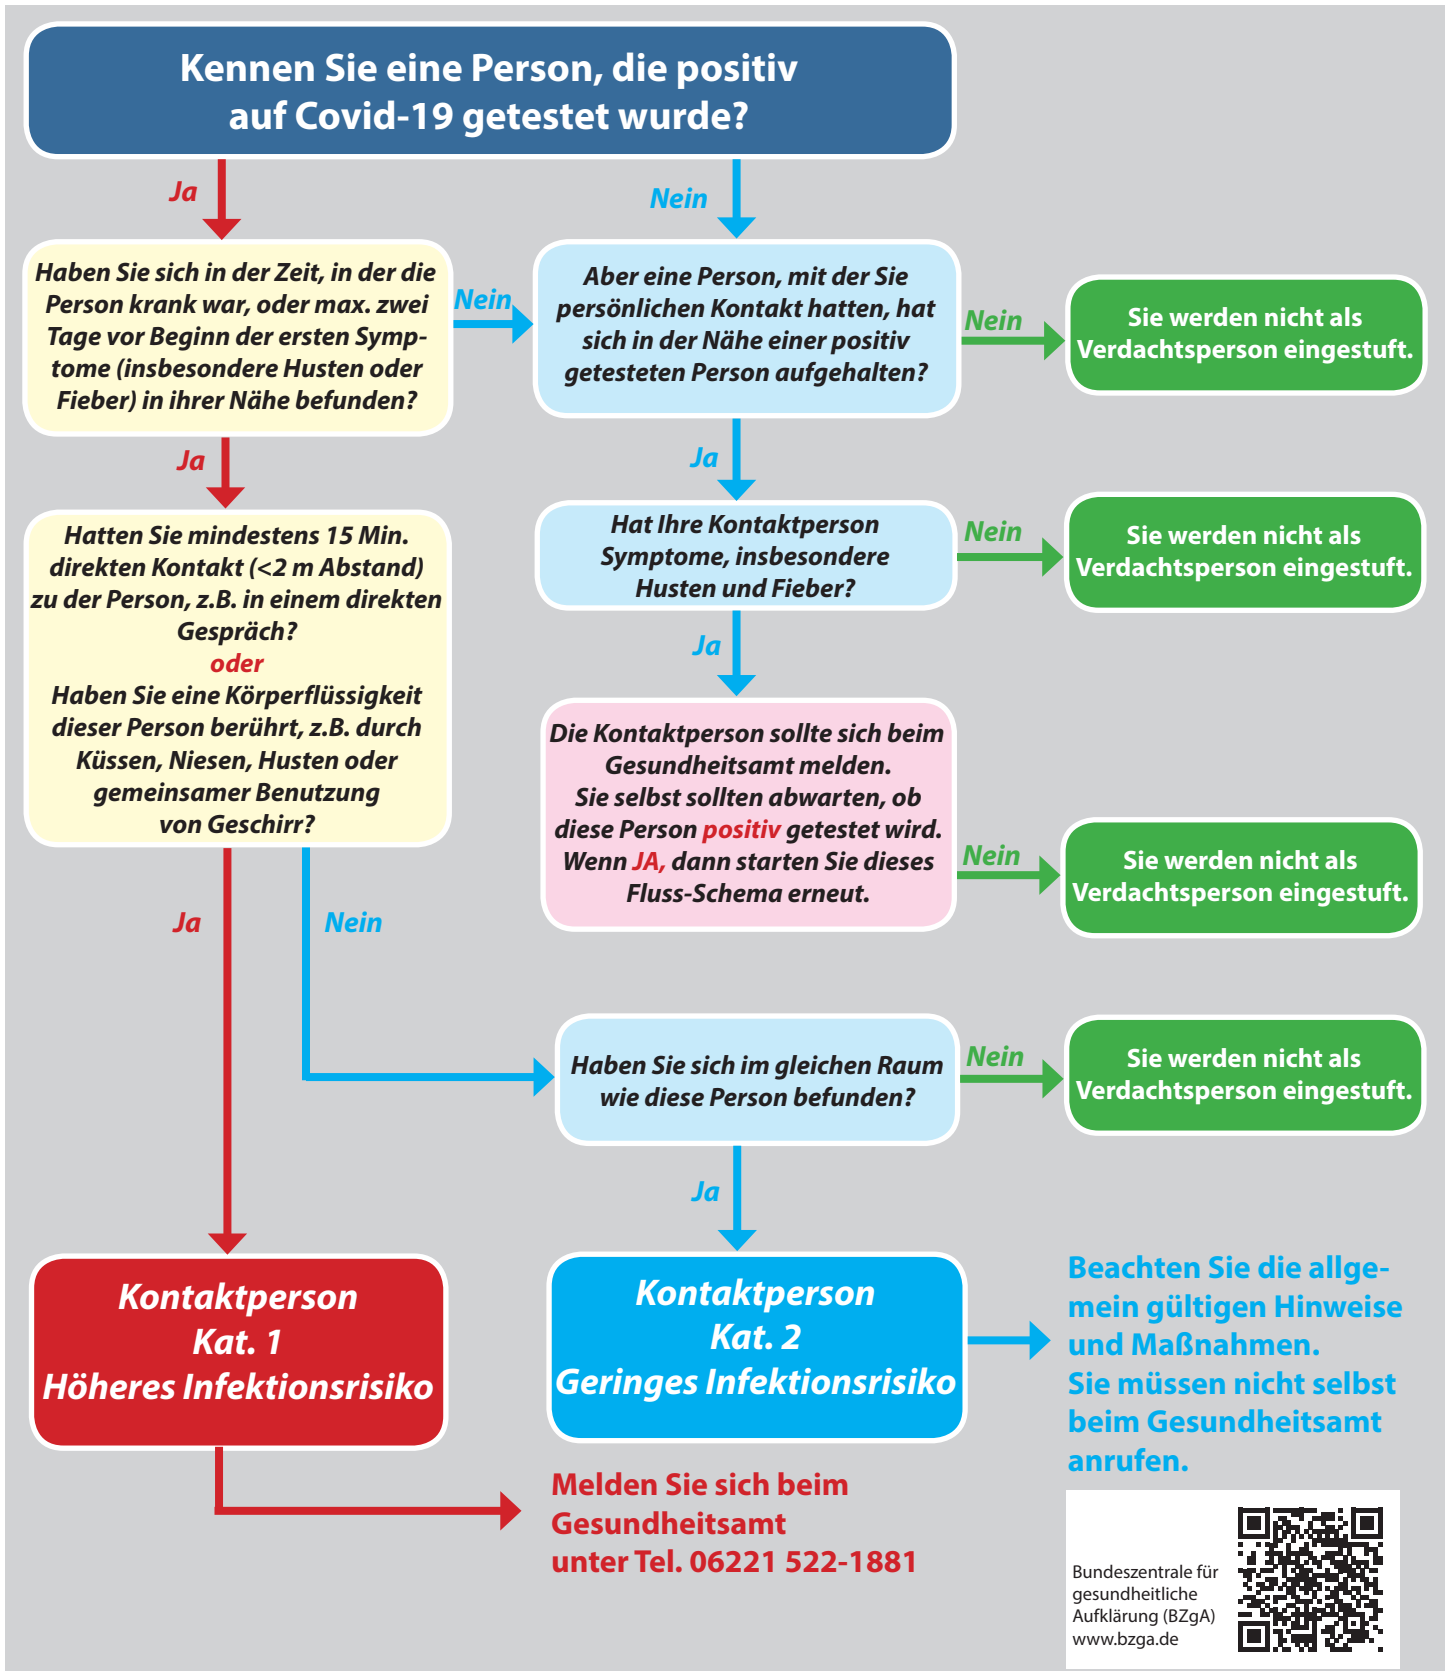 Kennen Sie eine Person, die positiv
auf Covid-19 getestet wurde?
Ja
Nein
Haben Sie sich in der Zeit, in der die
Person krank war, oder max. zwei
Tage vor Beginn der ersten Symp-
tome (insbesondere Husten oder
Fieber) in ihrer Nähe befunden?
Nein
Aber eine Person, mit der Sie
persönlichen Kontakt hatten, hat
sich in der Nähe einer positiv
getesteten Person aufgehalten?
Nein
Sie werden nicht als
Verdachtsperson eingestuft.
Ja
Ja
Hatten Sie mindestens 15 Min.
direkten Kontakt (<2 m Abstand)
zu der Person, z.B. in einem direkten
Gespräch?
oder
Haben Sie eine Körperflüssigkeit
dieser Person berührt, z.B. durch
Küssen, Niesen, Husten oder
gemeinsamer Benutzung
von Geschirr?
Hat Ihre Kontaktperson
Symptome, insbesondere
Husten und Fieber?
Nein
Sie werden nicht als
Verdachtsperson eingestuft.
Ja
Die Kontaktperson sollte sich beim
Gesundheitsamt melden.
Sie selbst sollten abwarten, ob
diese Person positiv getestet wird.
Wenn JA, dann starten Sie dieses
Fluss-Schema erneut.
Nein
Sie werden nicht als
Verdachtsperson eingestuft.
Ja
Nein
Haben Sie sich im gleichen Raum
wie diese Person befunden?
Nein
Sie werden nicht als
Verdachtsperson eingestuft.
Ja
Kontaktperson
Kat. 1
Höheres Infektionsrisiko
Kontaktperson
Kat. 2
Geringes Infektionsrisiko
Beachten Sie die allge-
mein gültigen Hinweise
und Maßnahmen.
Sie müssen nicht selbst
beim Gesundheitsamt
anrufen.
Melden Sie sich beim
Gesundheitsamt
unter Tel. 06221 522-1881
Bundeszentrale für
gesundheitliche
Aufklärung (BZgA)
www.bzga.de